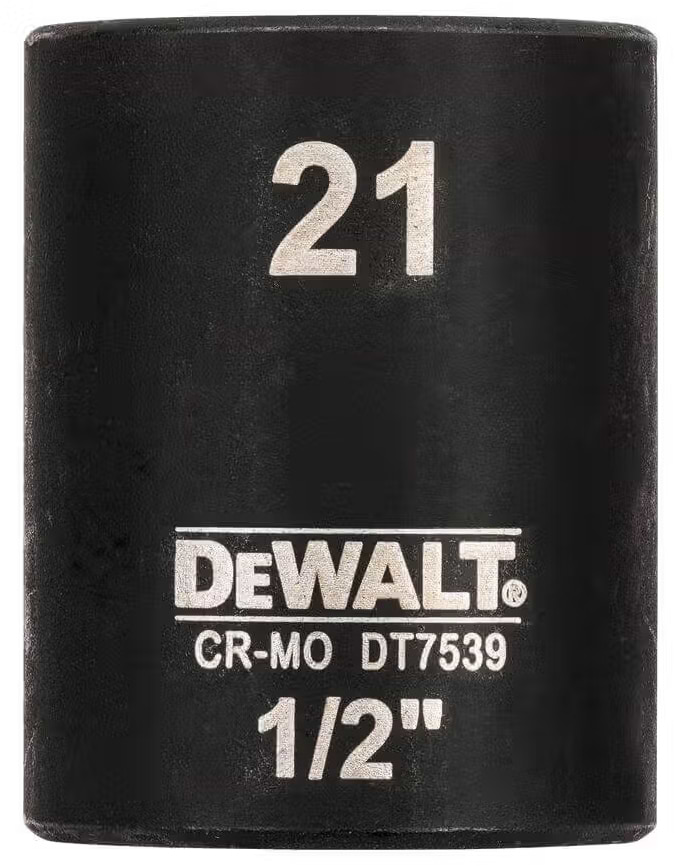 21
DEWALT®
CR-MO DT7539
1/2"